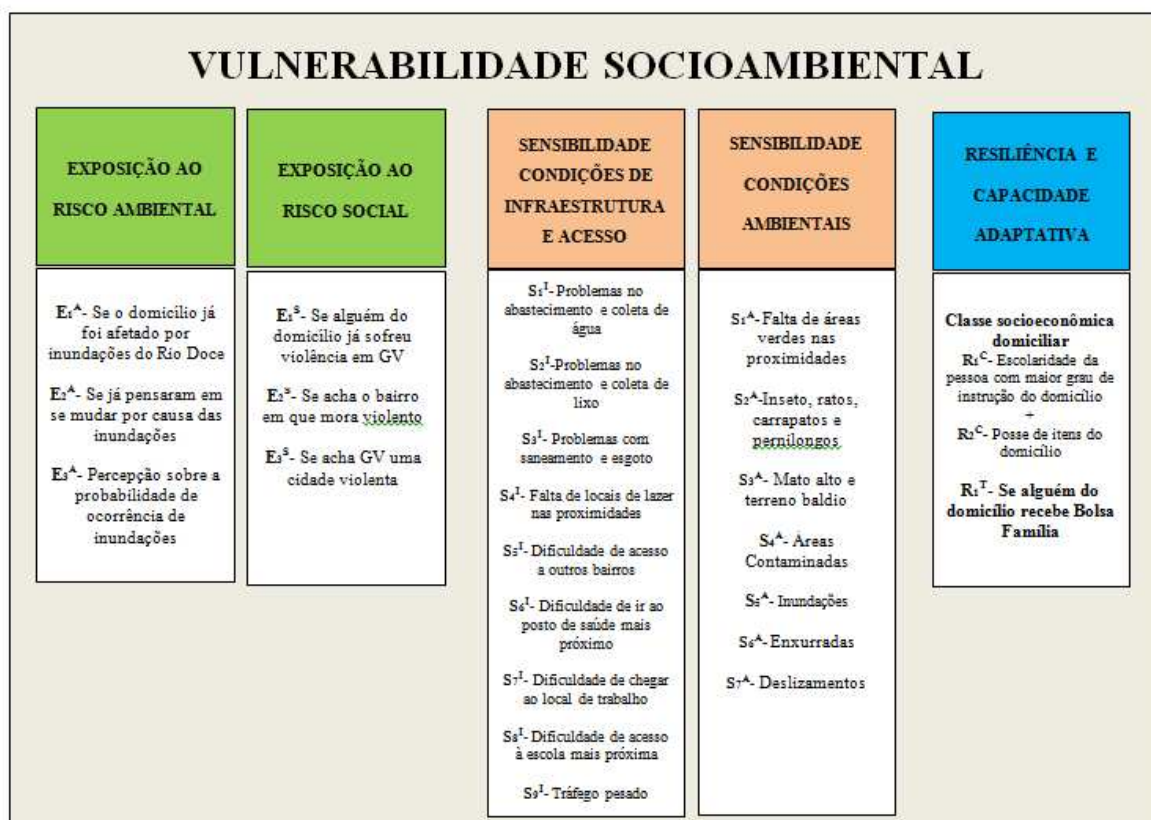 VULNERABILIDADE SOCIOAMBIENTAL
EXPOSIÇÃO AO
RISCO AMBIENTAL
E₁ᴬ- Se o domicílio já
foi afetado por
inundações do Rio Doce
E₂ᴬ- Se já pensaram em
se mudar por causa das
inundações
E₃ᴬ- Percepção sobre a
probabilidade de
ocorrência de
inundações
EXPOSIÇÃO AO
RISCO SOCIAL
E₁ˢ- Se alguém do
domicílio já sofreu
violência em GV
E₂ˢ- Se acha o bairro
em que mora violento
E₃ˢ- Se acha GV uma
cidade violenta
SENSIBILIDADE
CONDIÇÕES DE
INFRAESTRUTURA
E ACESSO
S₁ᴵ- Problemas no
abastecimento e coleta de
água
S₂ᴵ- Problemas no
abastecimento e coleta de
lixo
S₃ᴵ- Problemas com
saneamento e esgoto
S₄ᴵ- Falta de locais de lazer
nas proximidades
S₅ᴵ- Dificuldade de acesso
a outros bairros
S₆ᴵ- Dificuldade de ir ao
posto de saúde mais
próximo
S₇ᴵ- Dificuldade de chegar
ao local de trabalho
S₈ᴵ- Dificuldade de acesso
à escola mais próxima
S₉ᴵ- Tráfego pesado
SENSIBILIDADE
CONDIÇÕES
AMBIENTAIS
S₁ᴬ- Falta de áreas
verdes nas
proximidades
S₂ᴬ-Inseto, ratos,
carrapatos e
pernilongos
S₃ᴬ- Mato alto e
terreno baldio
S₄ᴬ- Áreas
Contaminadas
S₅ᴬ- Inundações
S₆ᴬ- Enxurradas
S₇ᴬ- Deslizamentos
RESILIÊNCIA E
CAPACIDADE
ADAPTATIVA
Classe socioeconômica
domiciliar
R₁ᶜ- Escolaridade da
pessoa com maior grau de
instrução do domicílio
+
R₂ᶜ- Posse de itens do
domicílio
R₁ᵀ- Se alguém do
domicílio recebe Bolsa
Família